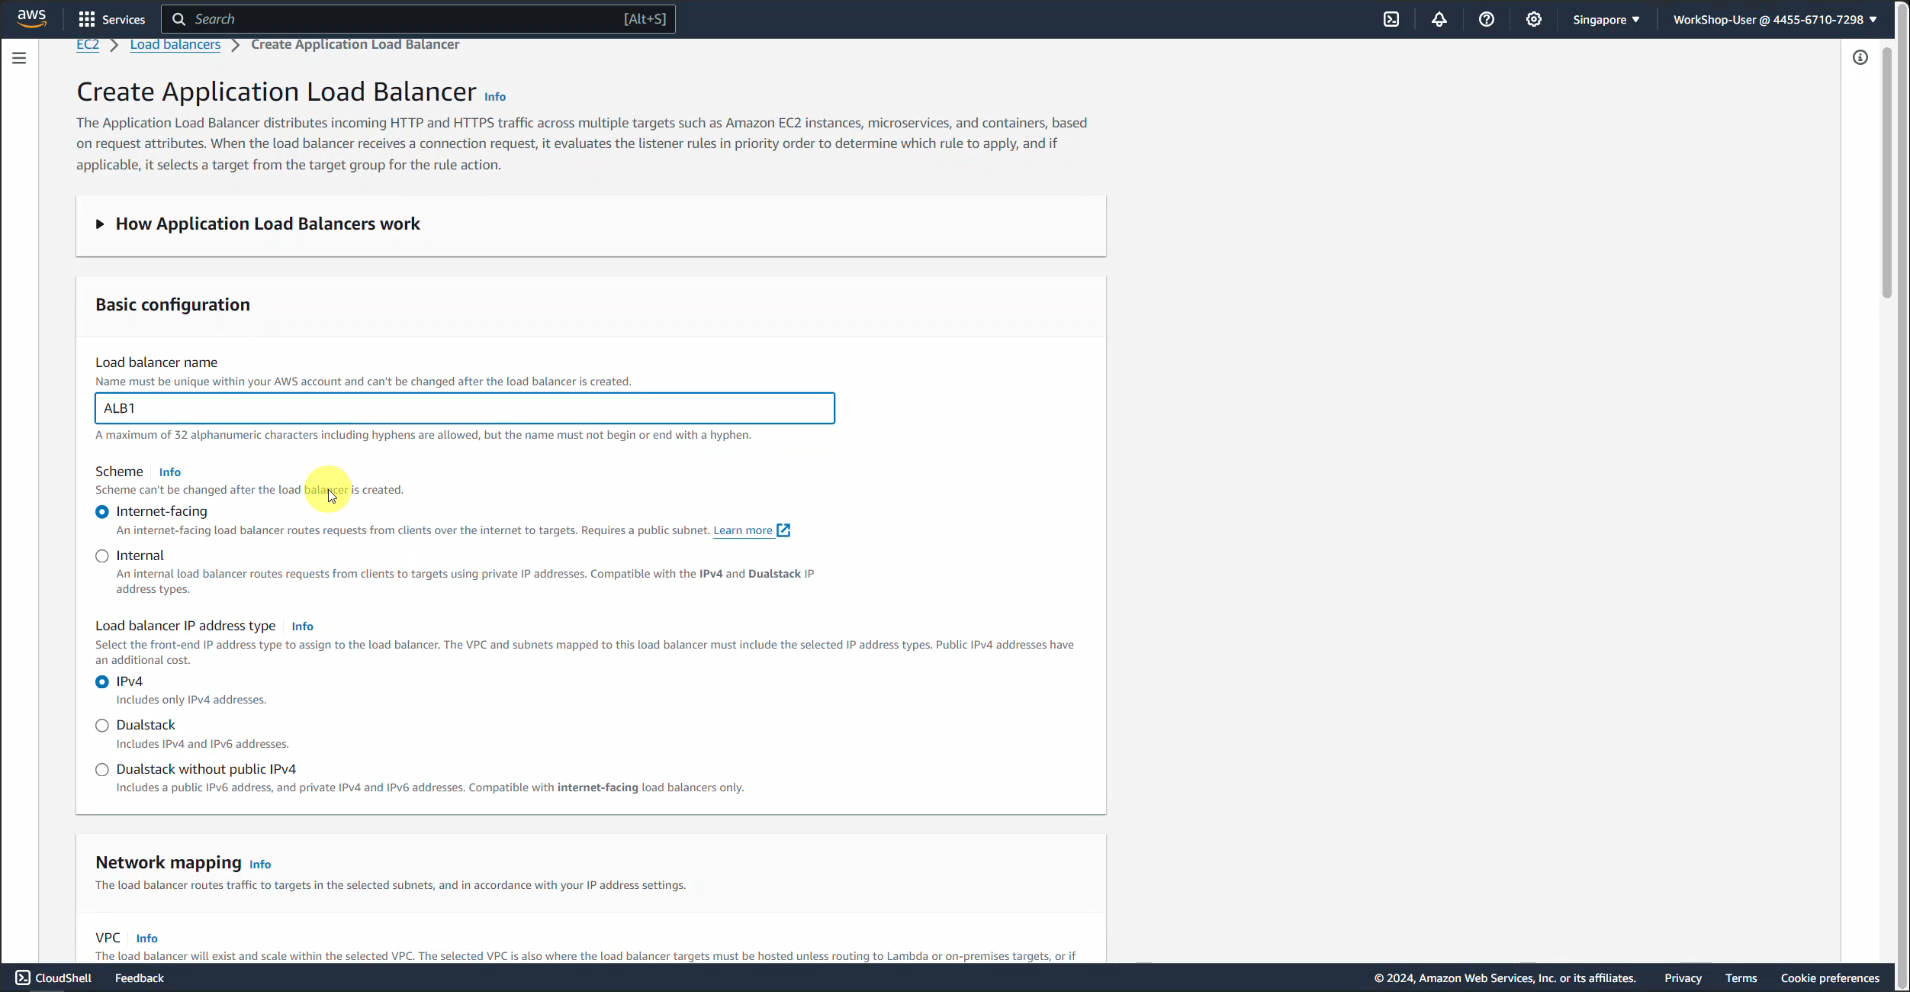 aws
Services
Search [Alt+S]
Singapore ▼
WorkShop-User @ 4455-6710-7298 ▼
EC2 > Load balancers > Create Application Load Balancer
Create Application Load Balancer Info
The Application Load Balancer distributes incoming HTTP and HTTPS traffic across multiple targets such as Amazon EC2 instances, microservices, and containers, based
on request attributes. When the load balancer receives a connection request, it evaluates the listener rules in priority order to determine which rule to apply, and if
applicable, it selects a target from the target group for the rule action.
How Application Load Balancers work
Basic configuration
Load balancer name
Name must be unique within your AWS account and can't be changed after the load balancer is created.
ALB1
A maximum of 32 alphanumeric characters including hyphens are allowed, but the name must not begin or end with a hyphen.
Scheme Info
Scheme can't be changed after the load balancer is created.
Internet-facing
An internet-facing load balancer routes requests from clients over the internet to targets. Requires a public subnet. Learn more
Internal
An internal load balancer routes requests from clients to targets using private IP addresses. Compatible with the IPv4 and Dualstack IP
address types.
Load balancer IP address type Info
Select the front-end IP address type to assign to the load balancer. The VPC and subnets mapped to this load balancer must include the selected IP address types. Public IPv4 addresses have
an additional cost.
IPv4
Includes only IPv4 addresses.
Dualstack
Includes IPv4 and IPv6 addresses.
Dualstack without public IPv4
Includes a public IPv6 address, and private IPv4 and IPv6 addresses. Compatible with internet-facing load balancers only.
Network mapping Info
The load balancer routes traffic to targets in the selected subnets, and in accordance with your IP address settings.
VPC Info
The load balancer will exist and scale within the selected VPC. The selected VPC is also where the load balancer targets must be hosted unless routing to Lambda or on-premises targets, or if
CloudShell Feedback
© 2024, Amazon Web Services, Inc. or its affiliates. Privacy Terms Cookie preferences